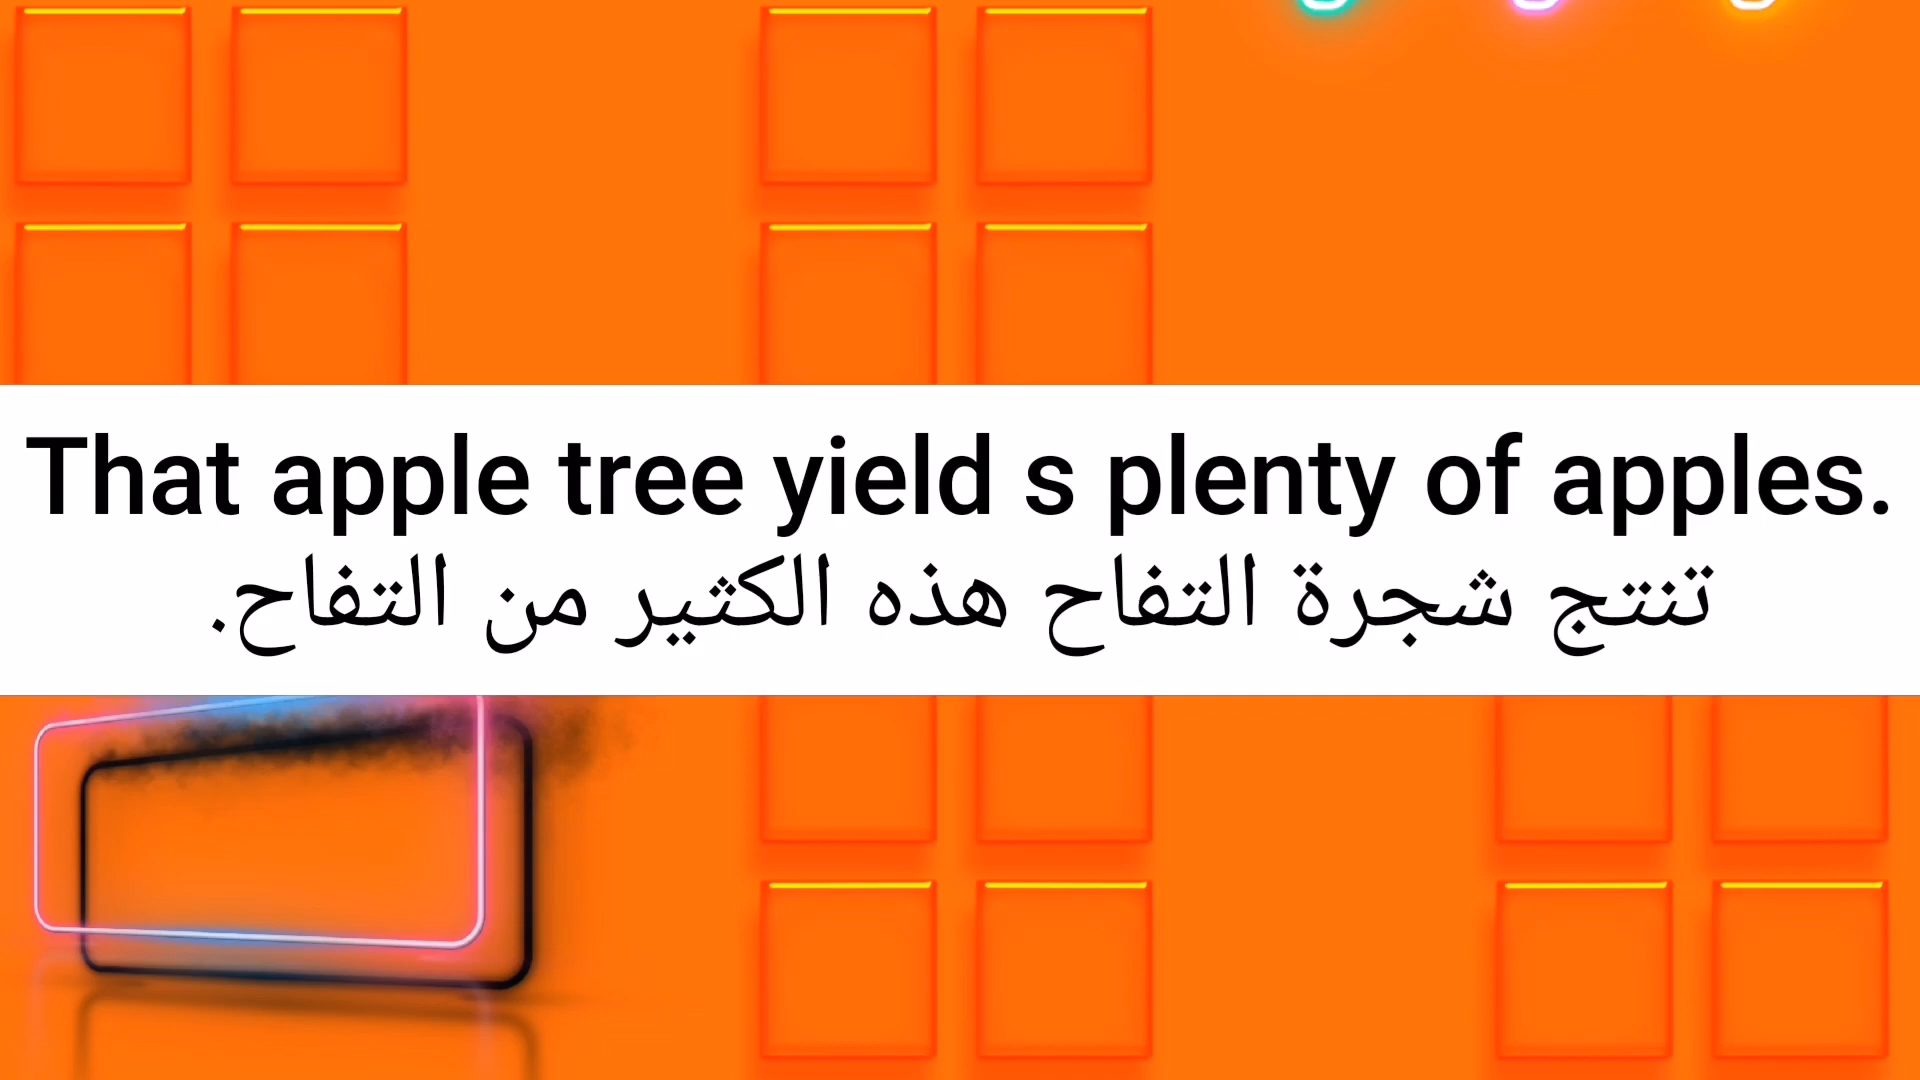 That apple tree yield s plenty of apples.
تنتج شجرة التفاح هذه الكثير من التفاح.